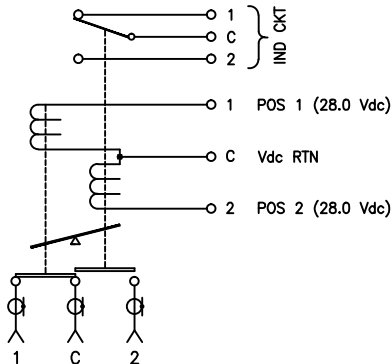 1
C
2
IND CKT
1 POS 1 (28.0 Vdc)
C Vdc RTN
2 POS 2 (28.0 Vdc)
1 C 2